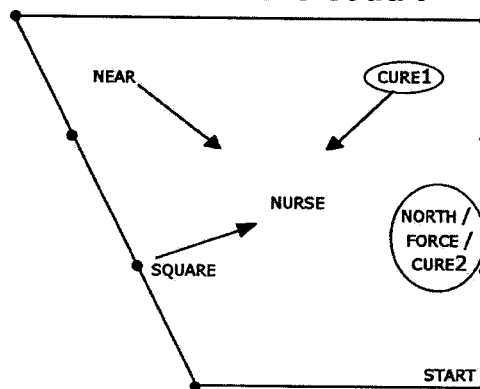 NEAR
CURE1
NURSE
NORTH /
FORCE /
CURE2 /
SQUARE
START